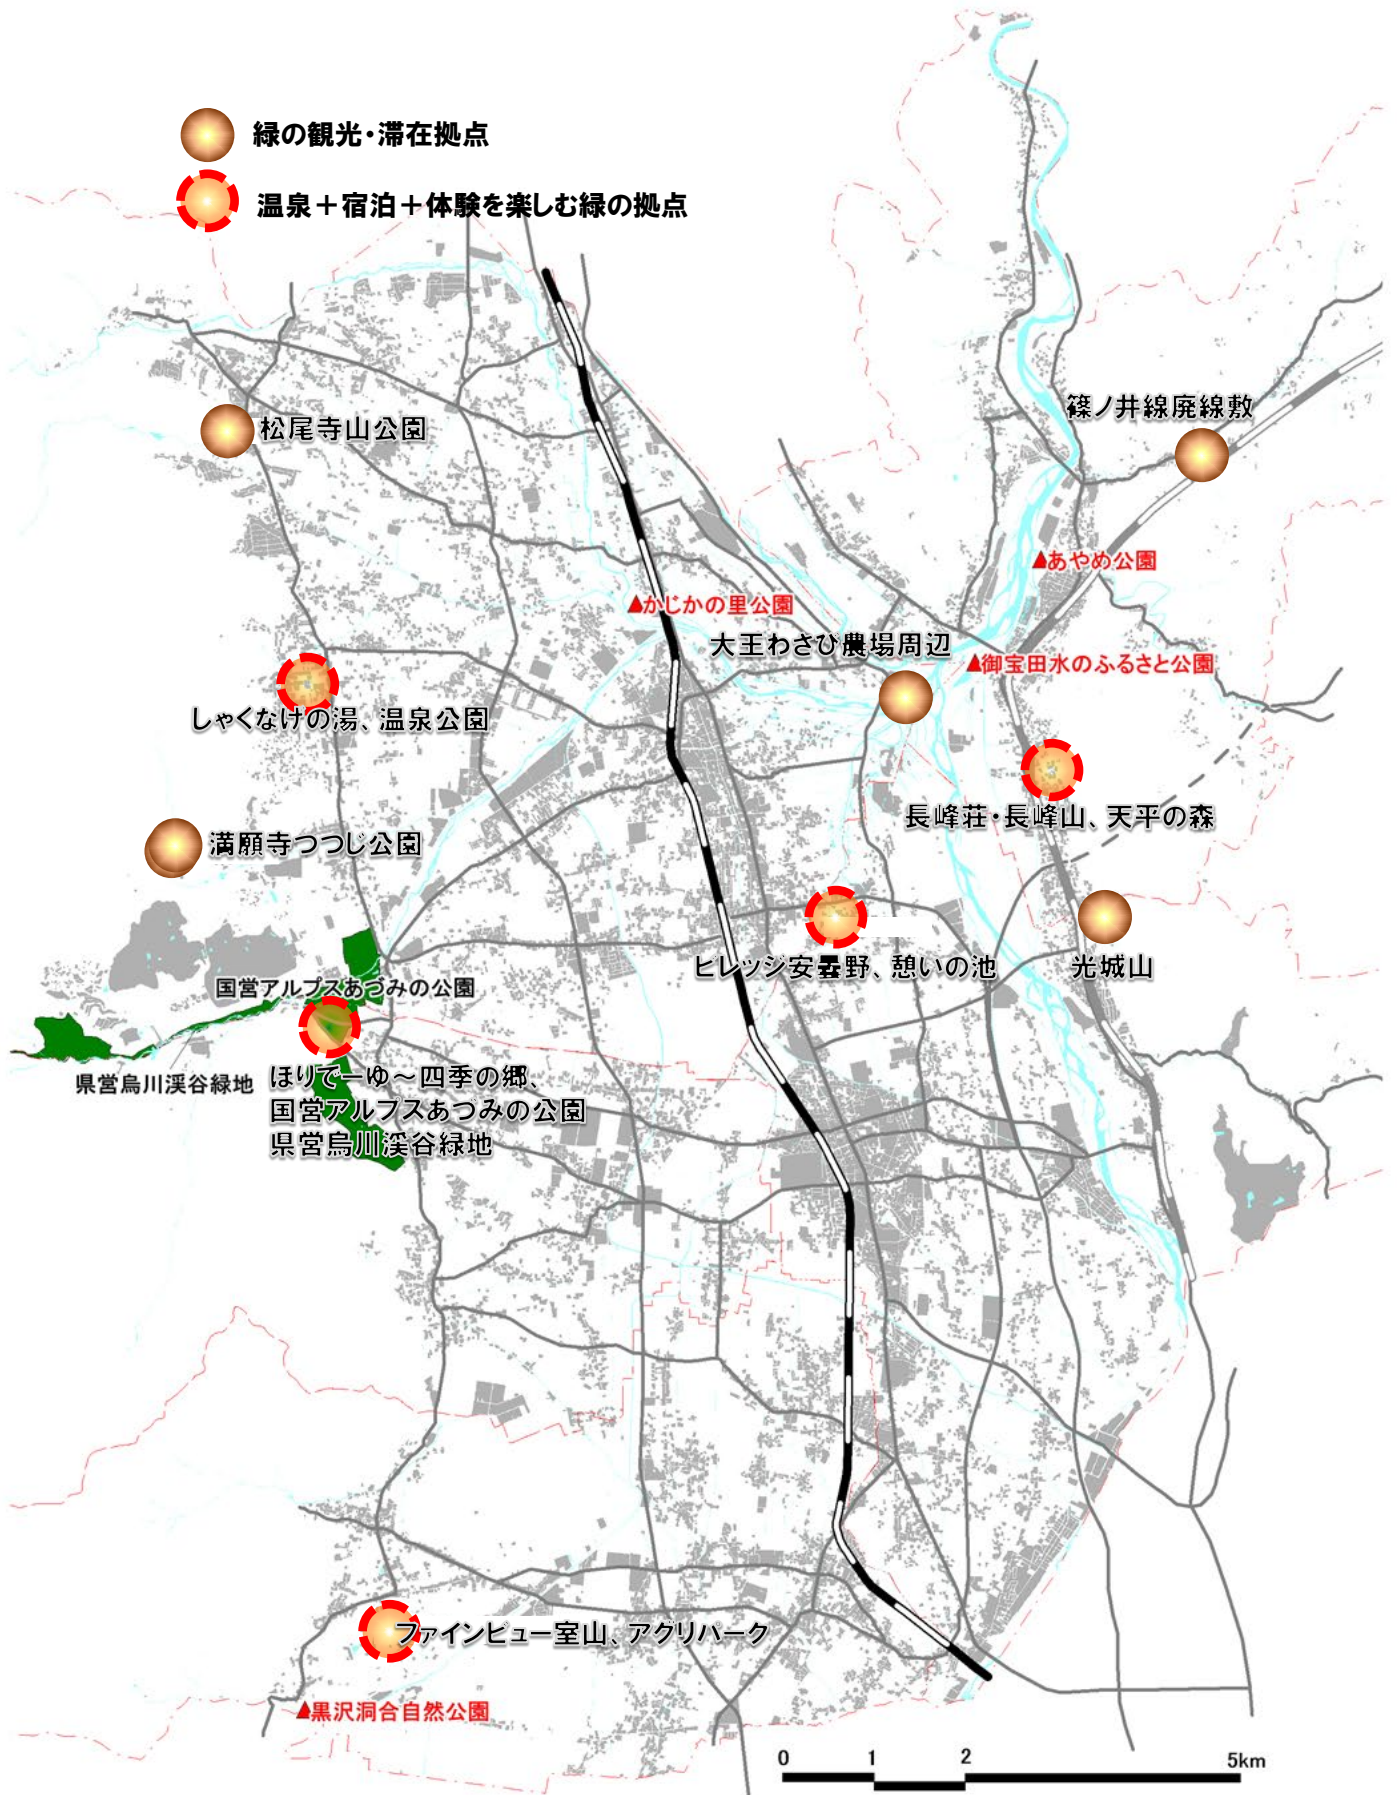 緑の観光・滞在拠点
温泉＋宿泊＋体験を楽しむ緑の拠点
篠ノ井線廃線敷
松尾寺山公園
▲あやめ公園
▲かじかの里公園
大王わさび農場周辺
▲御宝田水のふるさと公園
しゃくなげの湯、温泉公園
長峰荘・長峰山、天平の森
満願寺つつじ公園
ビレッジ安曇野、憩いの池
光城山
国営アルプスあづみの公園
県営烏川渓谷緑地
ほりでーゆ～四季の郷、
国営アルプスあづみの公園
県営烏川渓谷緑地
ファインビュー室山、アグリパーク
▲黒沢洞合自然公園
0 1 2 5km